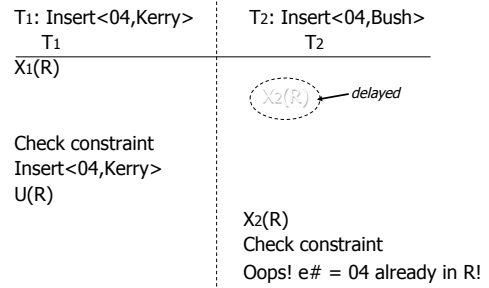 T1: Insert<04,Kerry> T2: Insert<04,Bush>
T1 T2
X1(R)
X2(R) delayed
Check constraint
Insert<04,Kerry>
U(R)
X2(R)
Check constraint
Oops! e# = 04 already in R!